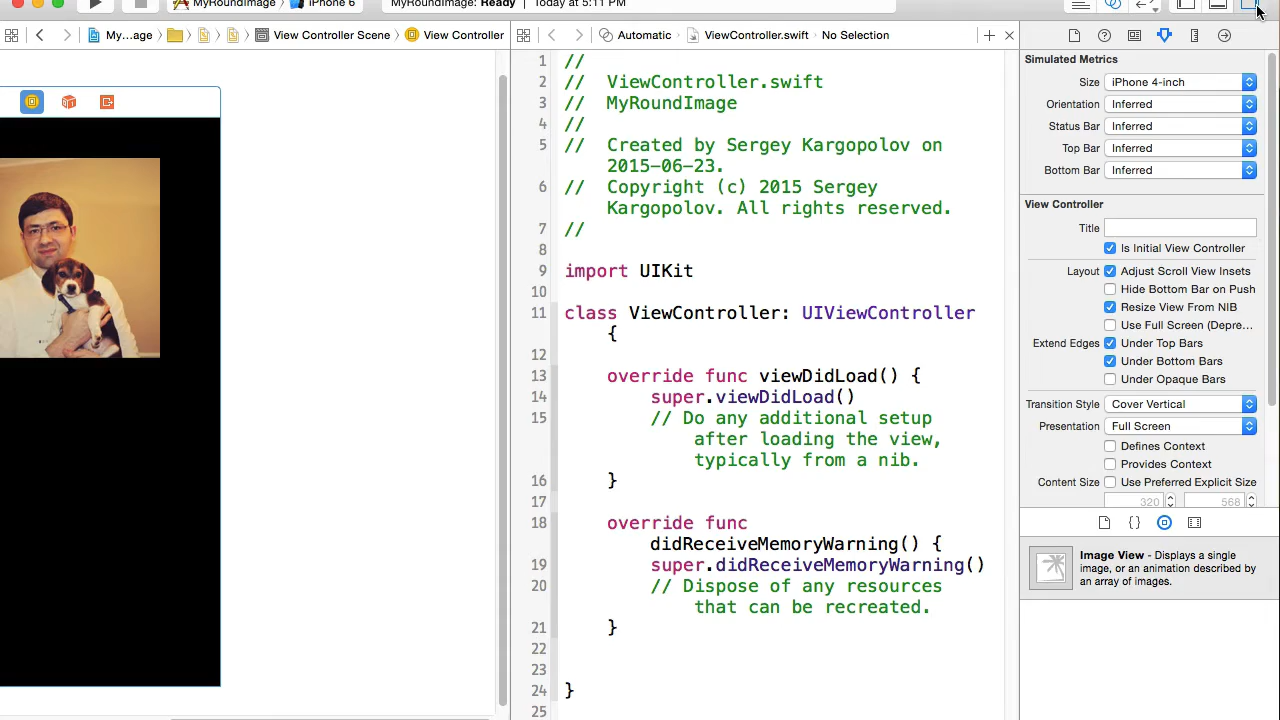 MyRoundImage
iPhone 6
MyRoundImage: Ready
Today at 5:11 PM
My...age
View Controller Scene
View Controller
Automatic
ViewController.swift
No Selection
1 //
2 // ViewController.swift
3 // MyRoundImage
4 //
5 // Created by Sergey Kargopolov on
2015-06-23.
6 // Copyright (c) 2015 Sergey
Kargopolov. All rights reserved.
7 //
8
9 import UIKit
10
11 class ViewController: UIViewController
{
12
13 override func viewDidLoad() {
14 super.viewDidLoad()
15 // Do any additional setup
after loading the view,
typically from a nib.
16 }
17
18 override func
didReceiveMemoryWarning() {
19 super.didReceiveMemoryWarning()
20 // Dispose of any resources
that can be recreated.
21 }
22
23
24 }
25
Simulated Metrics
Size iPhone 4-inch
Orientation Inferred
Status Bar Inferred
Top Bar Inferred
Bottom Bar Inferred
View Controller
Title
Is Initial View Controller
Layout Adjust Scroll View Insets
Hide Bottom Bar on Push
Resize View From NIB
Use Full Screen (Depre...
Extend Edges Under Top Bars
Under Bottom Bars
Under Opaque Bars
Transition Style Cover Vertical
Presentation Full Screen
Defines Context
Provides Context
Content Size Use Preferred Explicit Size
320 568
{}
Image View - Displays a single
image, or an animation described by
an array of images.